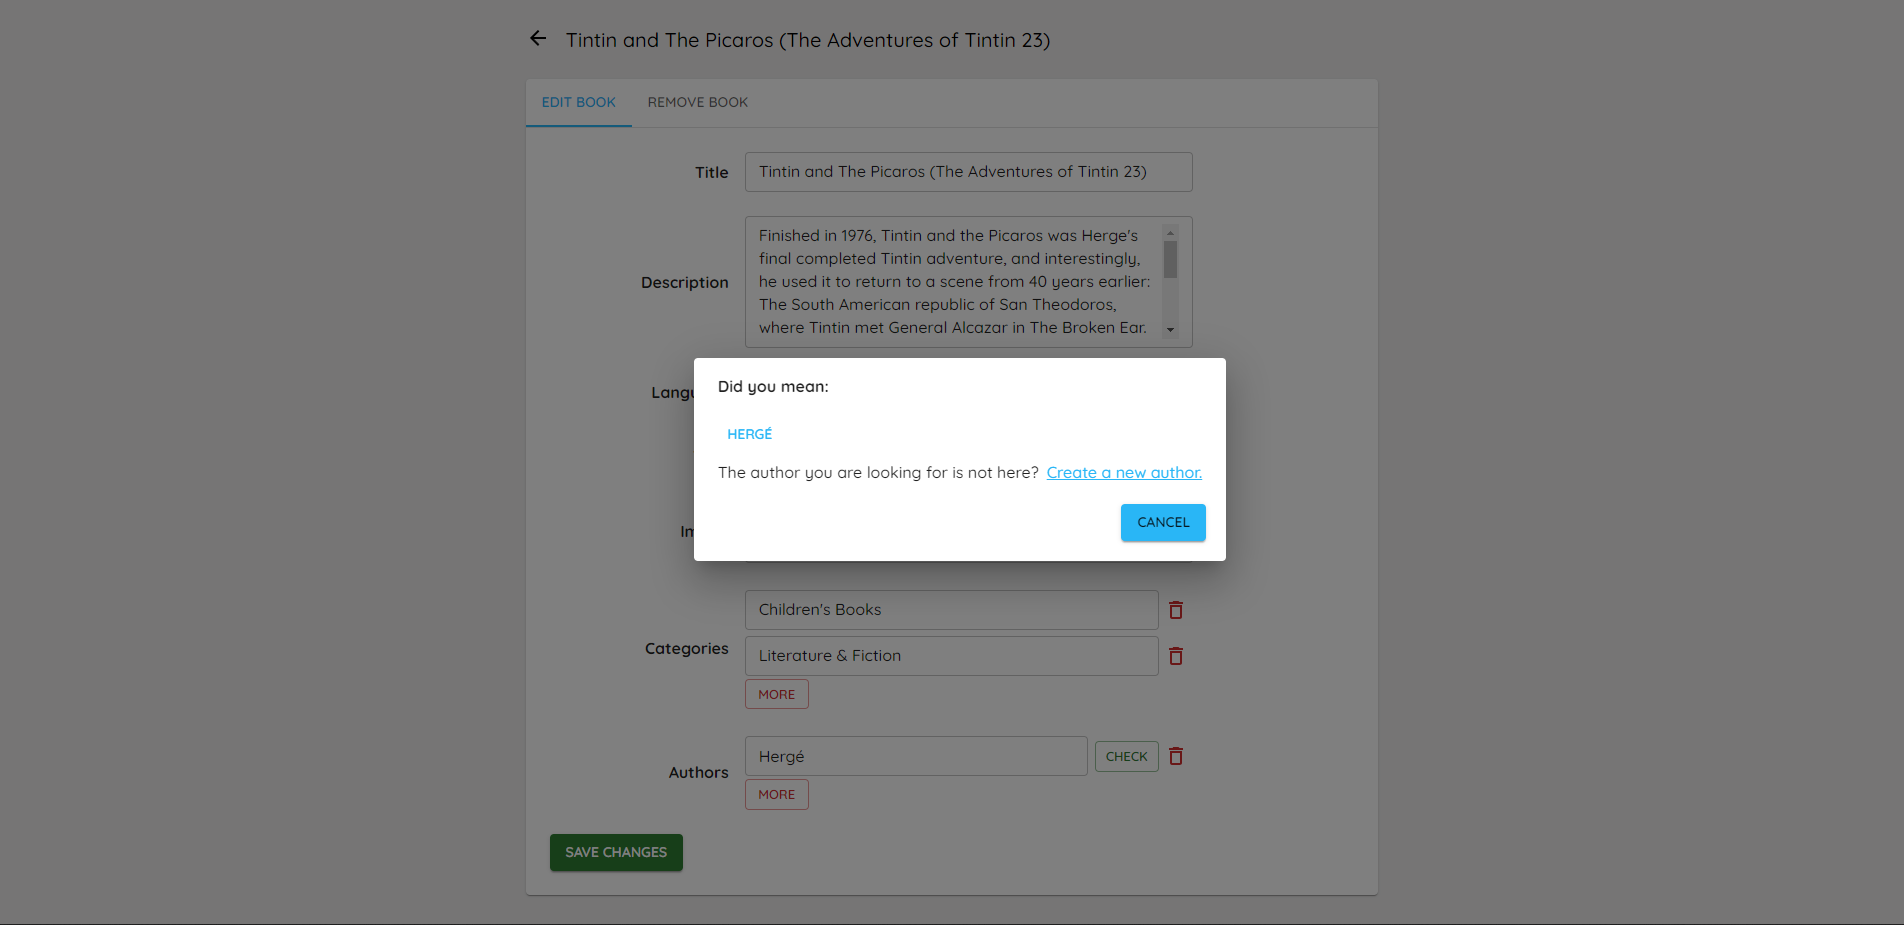 Tintin and The Picaros (The Adventures of Tintin 23)
EDIT BOOK
REMOVE BOOK
Title
Tintin and The Picaros (The Adventures of Tintin 23)
Description
Finished in 1976, Tintin and the Picaros was Herge's
final completed Tintin adventure, and interestingly,
he used it to return to a scene from 40 years earlier:
The South American republic of San Theodoros,
where Tintin met General Alcazar in The Broken Ear.
Did you mean:
HERGÉ
The author you are looking for is not here? Create a new author.
CANCEL
Categories
Children's Books
Literature & Fiction
MORE
Authors
Hergé
CHECK
MORE
SAVE CHANGES